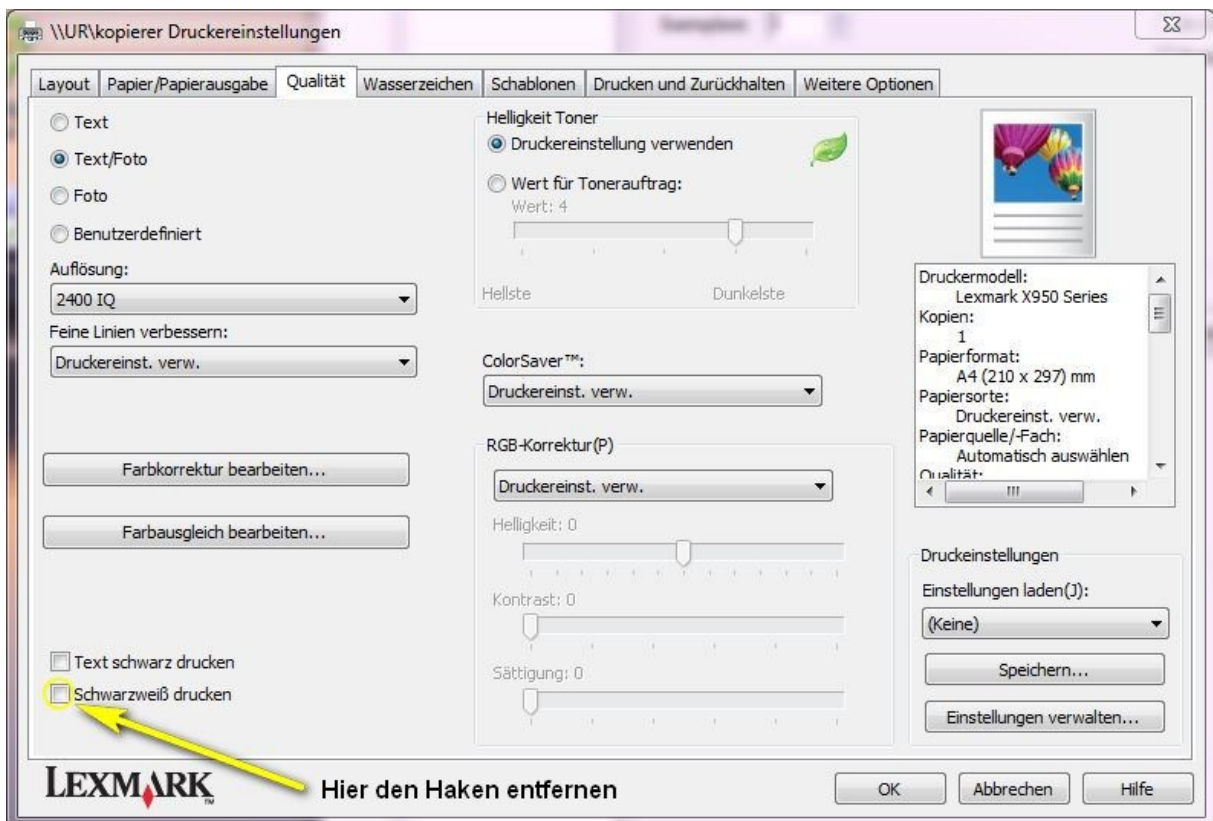 \\UR\kopierer Druckereinstellungen
Layout Papier/Papierausgabe Qualität Wasserzeichen Schablonen Drucken und Zurückhalten Weitere Optionen
Text
Text/Foto
Foto
Benutzerdefiniert
Auflösung:
2400 IQ
Feine Linien verbessern:
Druckereinst. verw.
Farbkorrektur bearbeiten...
Farbausgleich bearbeiten...
Text schwarz drucken
Schwarzweiß drucken
Helligkeit Toner
Druckereinstellung verwenden
Wert für Tonerauftrag:
Wert: 4
Hellste Dunkelste
ColorSaver™:
Druckereinst. verw.
RGB-Korrektur(P)
Druckereinst. verw.
Helligkeit: 0
Kontrast: 0
Sättigung: 0
Druckermodell:
Lexmark X950 Series
Kopien:
1
Papierformat:
A4 (210 x 297) mm
Papiersorte:
Druckereinst. verw.
Papierquelle/-Fach:
Automatisch auswählen
Qualität:
Druckeinstellungen
Einstellungen laden(J):
(Keine)
Speichern...
Einstellungen verwalten...
LEXMARK™
Hier den Haken entfernen
OK Abbrechen Hilfe